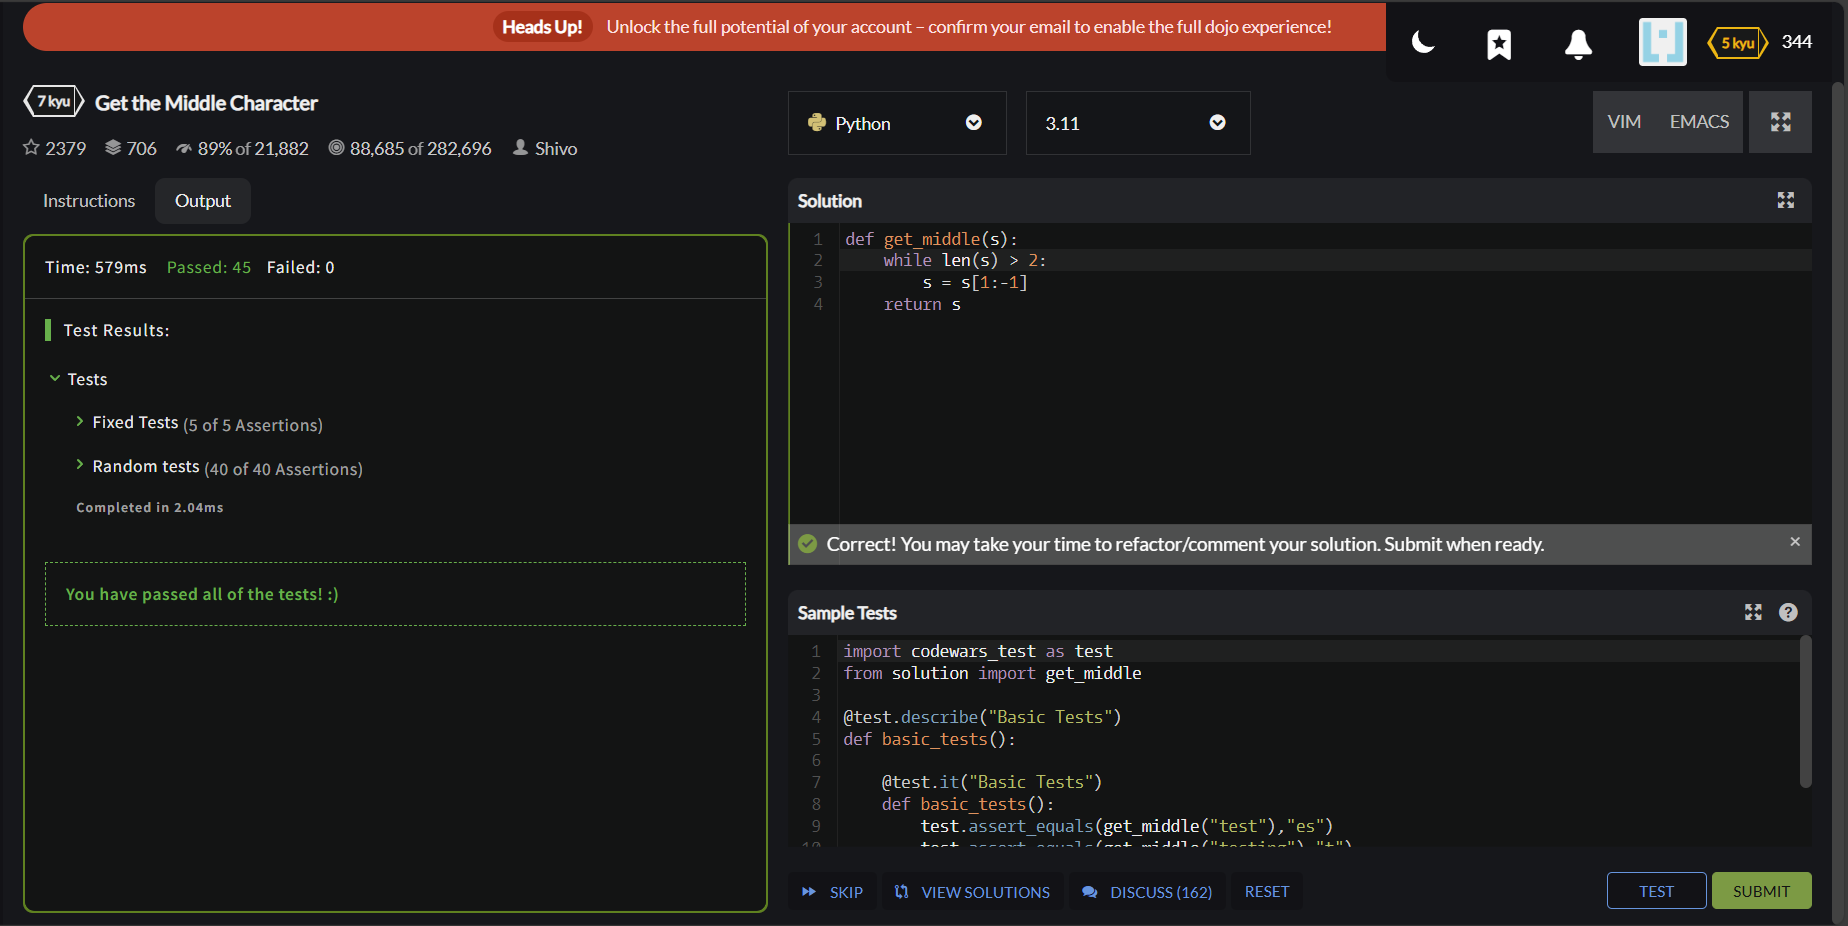 Heads Up! Unlock the full potential of your account – confirm your email to enable the full dojo experience!
5 kyu 344
7 kyu Get the Middle Character
2379 706 89% of 21,882 88,685 of 282,696 Shivo
Instructions Output
Time: 579ms Passed: 45 Failed: 0
Test Results:
Tests
Fixed Tests (5 of 5 Assertions)
Random tests (40 of 40 Assertions)
Completed in 2.04ms
You have passed all of the tests! :)
Python 3.11 VIM EMACS
Solution
1 def get_middle(s):
2     while len(s) > 2:
3         s = s[1:-1]
4     return s
Correct! You may take your time to refactor/comment your solution. Submit when ready. ×
Sample Tests ?
1 import codewars_test as test
2 from solution import get_middle
3
4 @test.describe("Basic Tests")
5 def basic_tests():
6
7     @test.it("Basic Tests")
8     def basic_tests():
9         test.assert_equals(get_middle("test"),"es")
10         test.assert_equals(get_middle("testing"),"t")
SKIP VIEW SOLUTIONS DISCUSS (162) RESET TEST SUBMIT